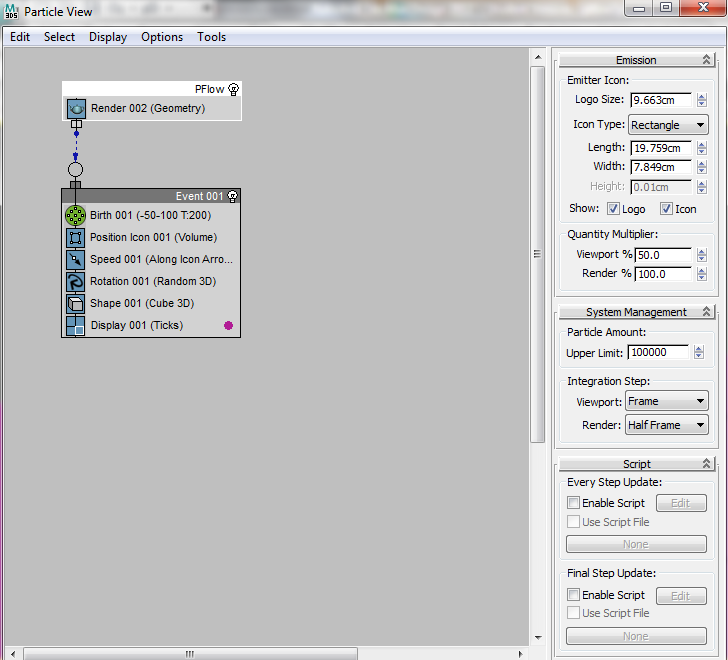 Particle View
Edit Select Display Options Tools
PFlow
Render 002 (Geometry)
Event 001
Birth 001 (-50-100 T:200)
Position Icon 001 (Volume)
Speed 001 (Along Icon Arro...
Rotation 001 (Random 3D)
Shape 001 (Cube 3D)
Display 001 (Ticks)
Emission
Emitter Icon:
Logo Size: 9.663cm
Icon Type: Rectangle
Length: 19.759cm
Width: 7.849cm
Height: 0.01cm
Show: Logo Icon
Quantity Multiplier:
Viewport % 50.0
Render % 100.0
System Management
Particle Amount:
Upper Limit: 100000
Integration Step:
Viewport: Frame
Render: Half Frame
Script
Every Step Update:
Enable Script Edit
Use Script File
None
Final Step Update:
Enable Script Edit
Use Script File
None